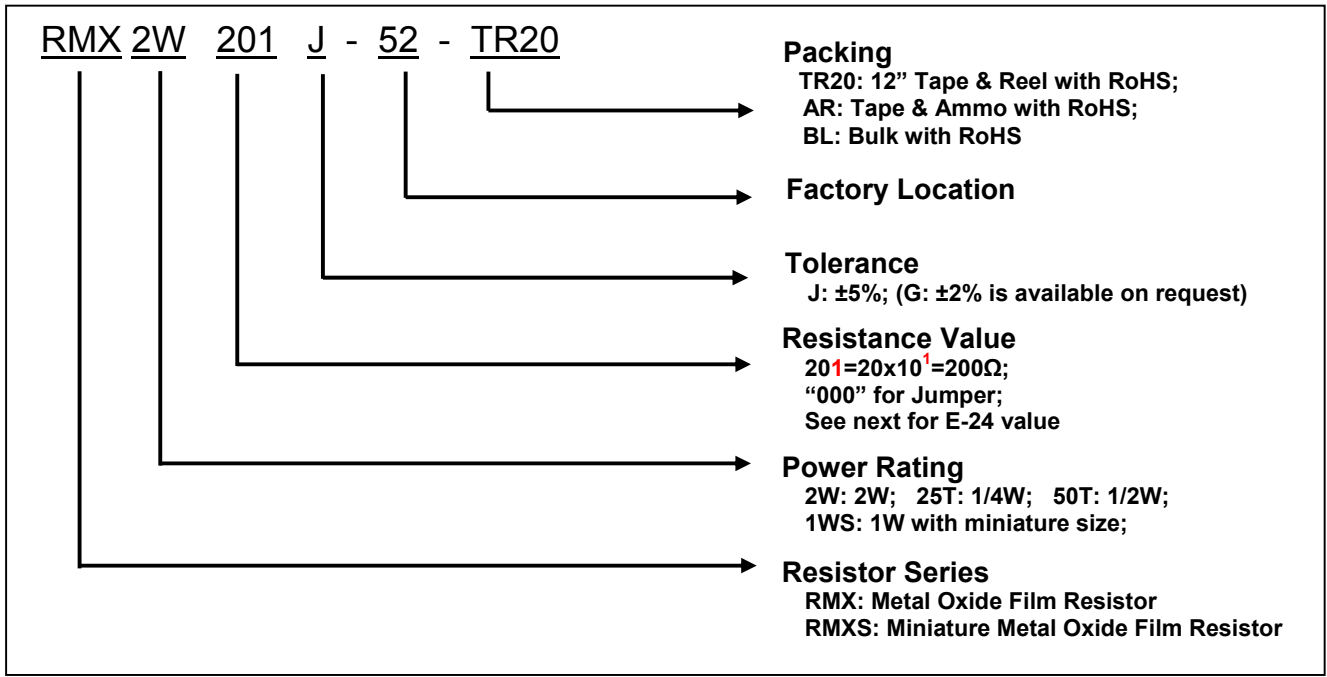 RMX 2W 201 J - 52 - TR20
Packing
TR20: 12” Tape & Reel with RoHS;
AR: Tape & Ammo with RoHS;
BL: Bulk with RoHS
Factory Location
Tolerance
J: ±5%; (G: ±2% is available on request)
Resistance Value
201=20x10¹=200Ω;
“000” for Jumper;
See next for E-24 value
Power Rating
2W: 2W; 25T: 1/4W; 50T: 1/2W;
1WS: 1W with miniature size;
Resistor Series
RMX: Metal Oxide Film Resistor
RMXS: Miniature Metal Oxide Film Resistor